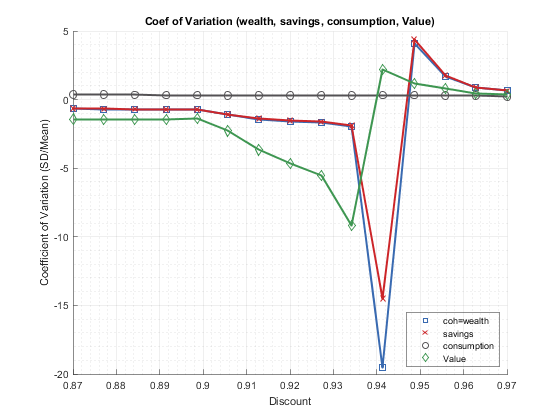 Coef of Variation (wealth, savings, consumption, Value)
Coefficient of Variation (SD/Mean)
5
0
-5
-10
-15
-20
0.87 0.88 0.89 0.9 0.91 0.92 0.93 0.94 0.95 0.96 0.97
Discount
coh=wealth
savings
consumption
Value